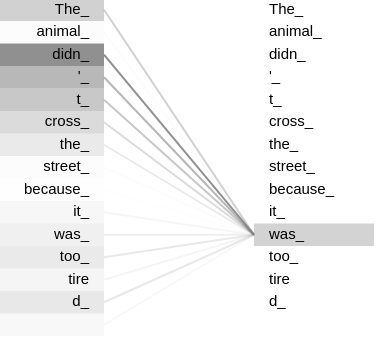 The_ The_
animal_ animal_
didn_ didn_
'_ '_
t_ t_
cross_ cross_
the_ the_
street_ street_
because_ because_
it_ it_
was_ was_
too_ too_
tire tire
d_ d_